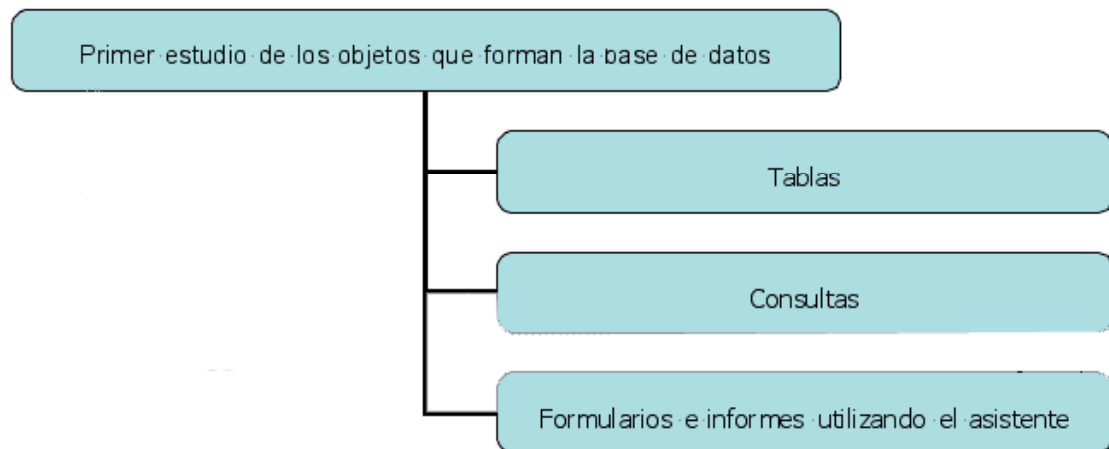 Primer estudio de los objetos que forman la base de datos
Tablas
Consultas
Formularios e informes utilizando el asistente